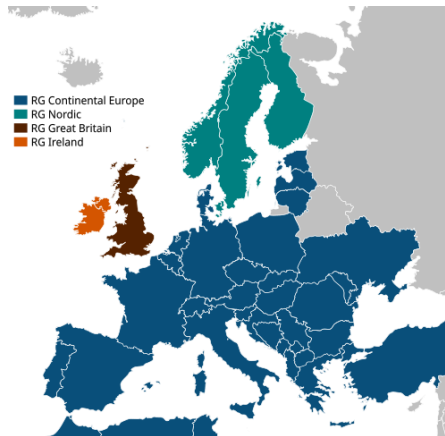 RG Continental Europe
RG Nordic
RG Great Britain
RG Ireland